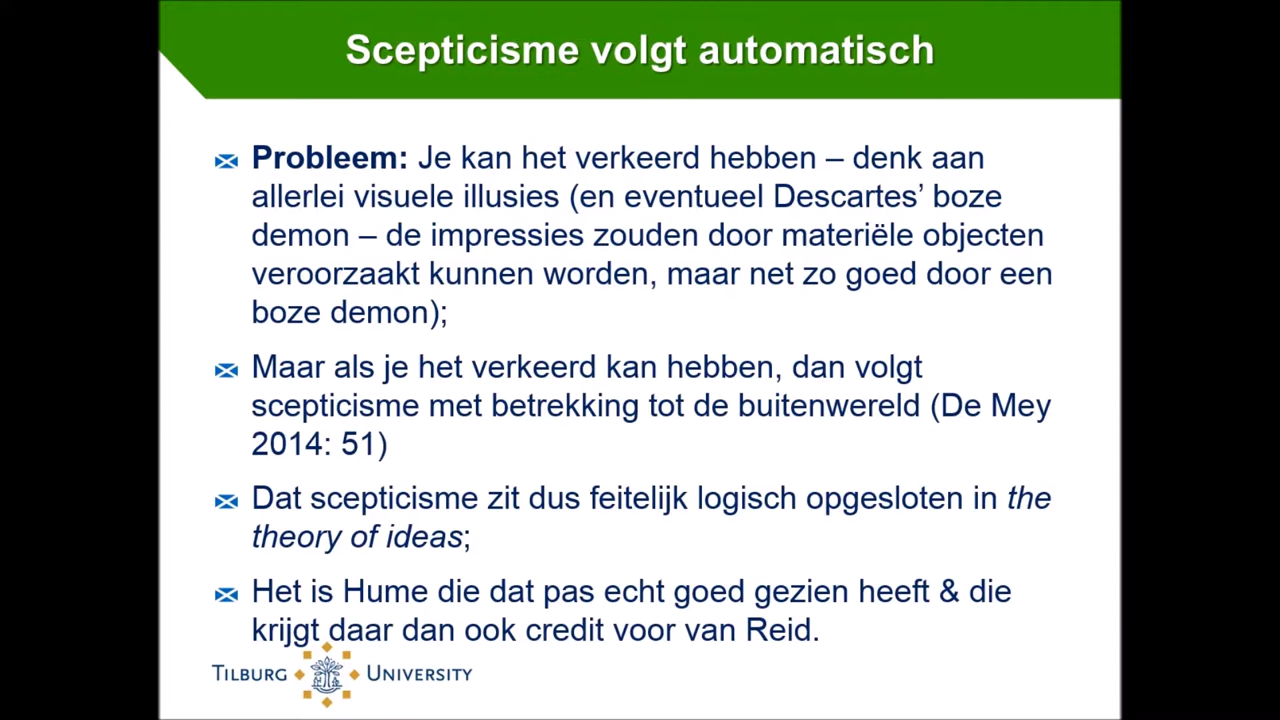 Scepticisme volgt automatisch
Probleem: Je kan het verkeerd hebben – denk aan
allerlei visuele illusies (en eventueel Descartes’ boze
demon – de impressies zouden door materiële objecten
veroorzaakt kunnen worden, maar net zo goed door een
boze demon);
Maar als je het verkeerd kan hebben, dan volgt
scepticisme met betrekking tot de buitenwereld (De Mey
2014: 51)
Dat scepticisme zit dus feitelijk logisch opgesloten in the
theory of ideas;
Het is Hume die dat pas echt goed gezien heeft & die
krijgt daar dan ook credit voor van Reid.
TILBURG UNIVERSITY